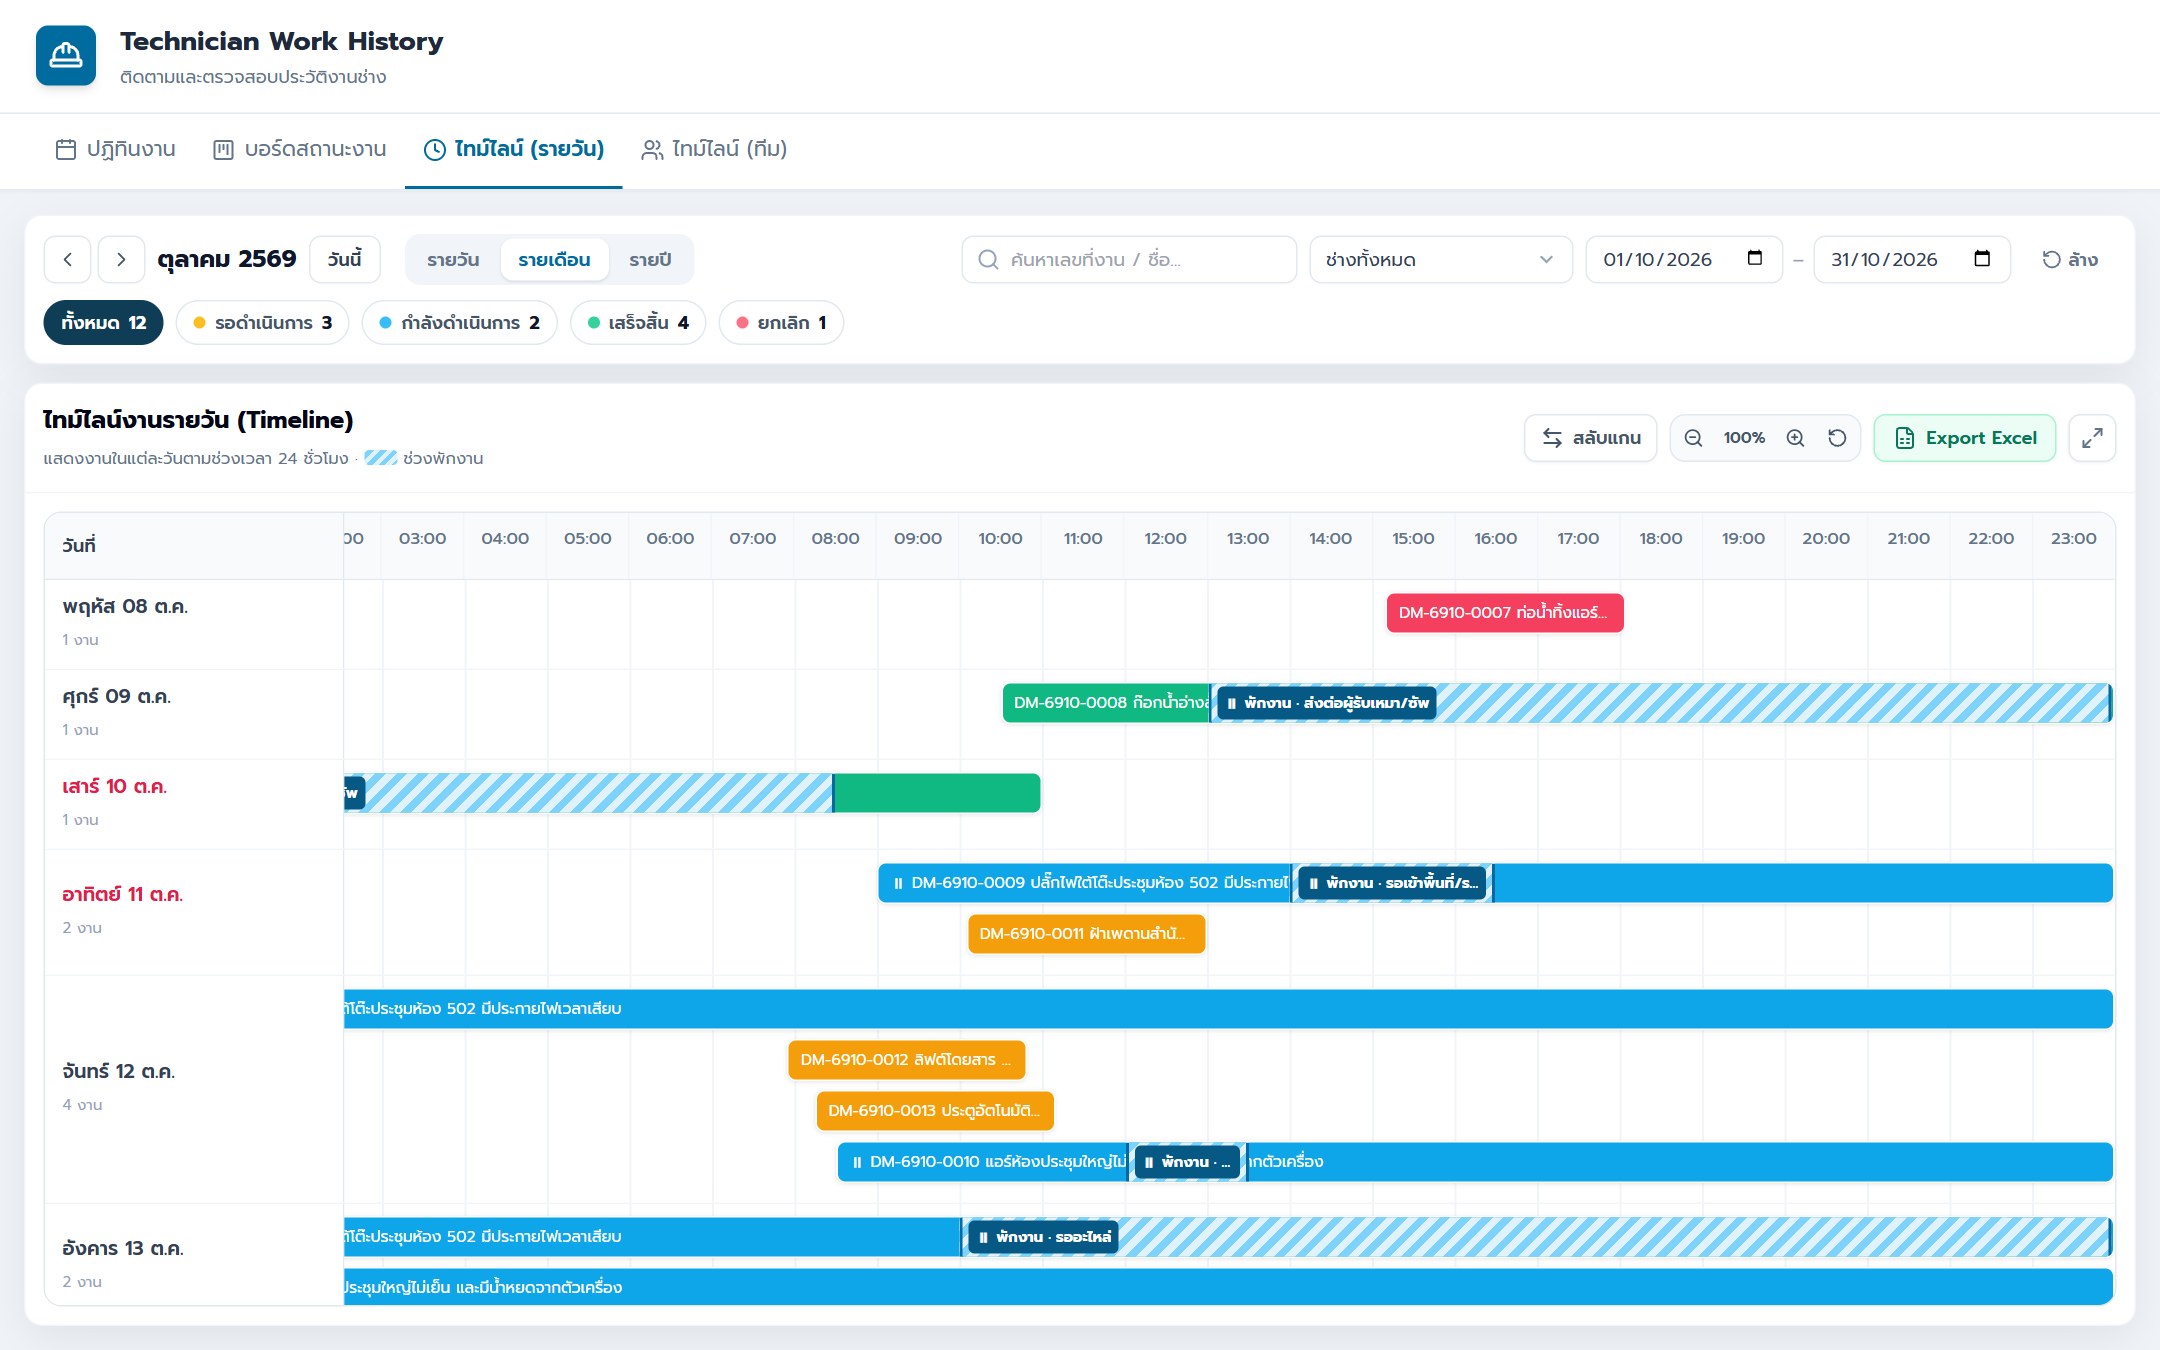 Technician Work History
ติดตามและตรวจสอบประวัติงานช่าง
ปฏิทินงาน บอร์ดสถานะงาน ไทม์ไลน์ (รายวัน) ไทม์ไลน์ (ทีม)
ตุลาคม 2569 วันนี้ รายวัน รายเดือน รายปี ค้นหาเลขที่งาน / ชื่อ... ช่างทั้งหมด 01/10/2026 – 31/10/2026 ล้าง
ทั้งหมด 12 รอดำเนินการ 3 กำลังดำเนินการ 2 เสร็จสิ้น 4 ยกเลิก 1
ไทม์ไลน์งานรายวัน (Timeline)
แสดงงานในแต่ละวันตามช่วงเวลา 24 ชั่วโมง · ช่วงพักงาน
สลับแกน 100% Export Excel
วันที่ 00 03:00 04:00 05:00 06:00 07:00 08:00 09:00 10:00 11:00 12:00 13:00 14:00 15:00 16:00 17:00 18:00 19:00 20:00 21:00 22:00 23:00
พฤหัส 08 ต.ค.
1 งาน
DM-6910-0007 ท่อน้ำทิ้งแอร์...
ศุกร์ 09 ต.ค.
1 งาน
DM-6910-0008 ก๊อกน้ำอ่าง พักงาน · ส่งต่อผู้รับเหมา/ซัพ
เสาร์ 10 ต.ค.
1 งาน
ัพ
อาทิตย์ 11 ต.ค.
2 งาน
DM-6910-0009 ปลั๊กไฟใต้โต๊ะประชุมห้อง 502 มีประกายไ พักงาน · รอเข้าพื้นที่/ร...
DM-6910-0011 ฝ้าเพดานสำนั...
จันทร์ 12 ต.ค.
4 งาน
ต้โต๊ะประชุมห้อง 502 มีประกายไฟเวลาเสียบ
DM-6910-0012 ลิฟต์โดยสาร ...
DM-6910-0013 ประตูอัตโนมัติ...
DM-6910-0010 แอร์ห้องประชุมใหญ่ไม่ พักงาน · ... กตัวเครื่อง
อังคาร 13 ต.ค.
2 งาน
ต้โต๊ะประชุมห้อง 502 มีประกายไฟเวลาเสียบ พักงาน · รออะไหล่
ประชุมใหญ่ไม่เย็น และมีน้ำหยดจากตัวเครื่อง